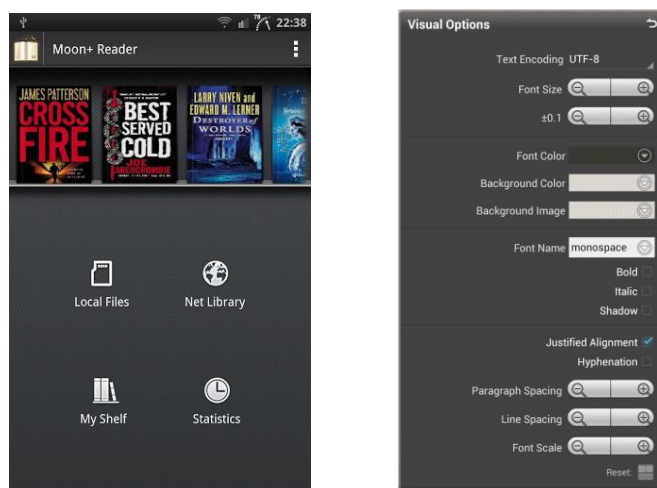 22:38
Moon+ Reader
JAMES PATTERSON
CROSS
FIRE
BEST
SERVED
COLD
JOE
ABERCROMBIE
LARRY NIVEN and
EDWARD M. LERNER
DESTROYER of
WORLDS
Local Files
Net Library
My Shelf
Statistics
Visual Options
Text Encoding UTF-8
Font Size
±0.1
Font Color
Background Color
Background Image
Font Name monospace
Bold
Italic
Shadow
Justified Alignment
Hyphenation
Paragraph Spacing
Line Spacing
Font Scale
Reset: